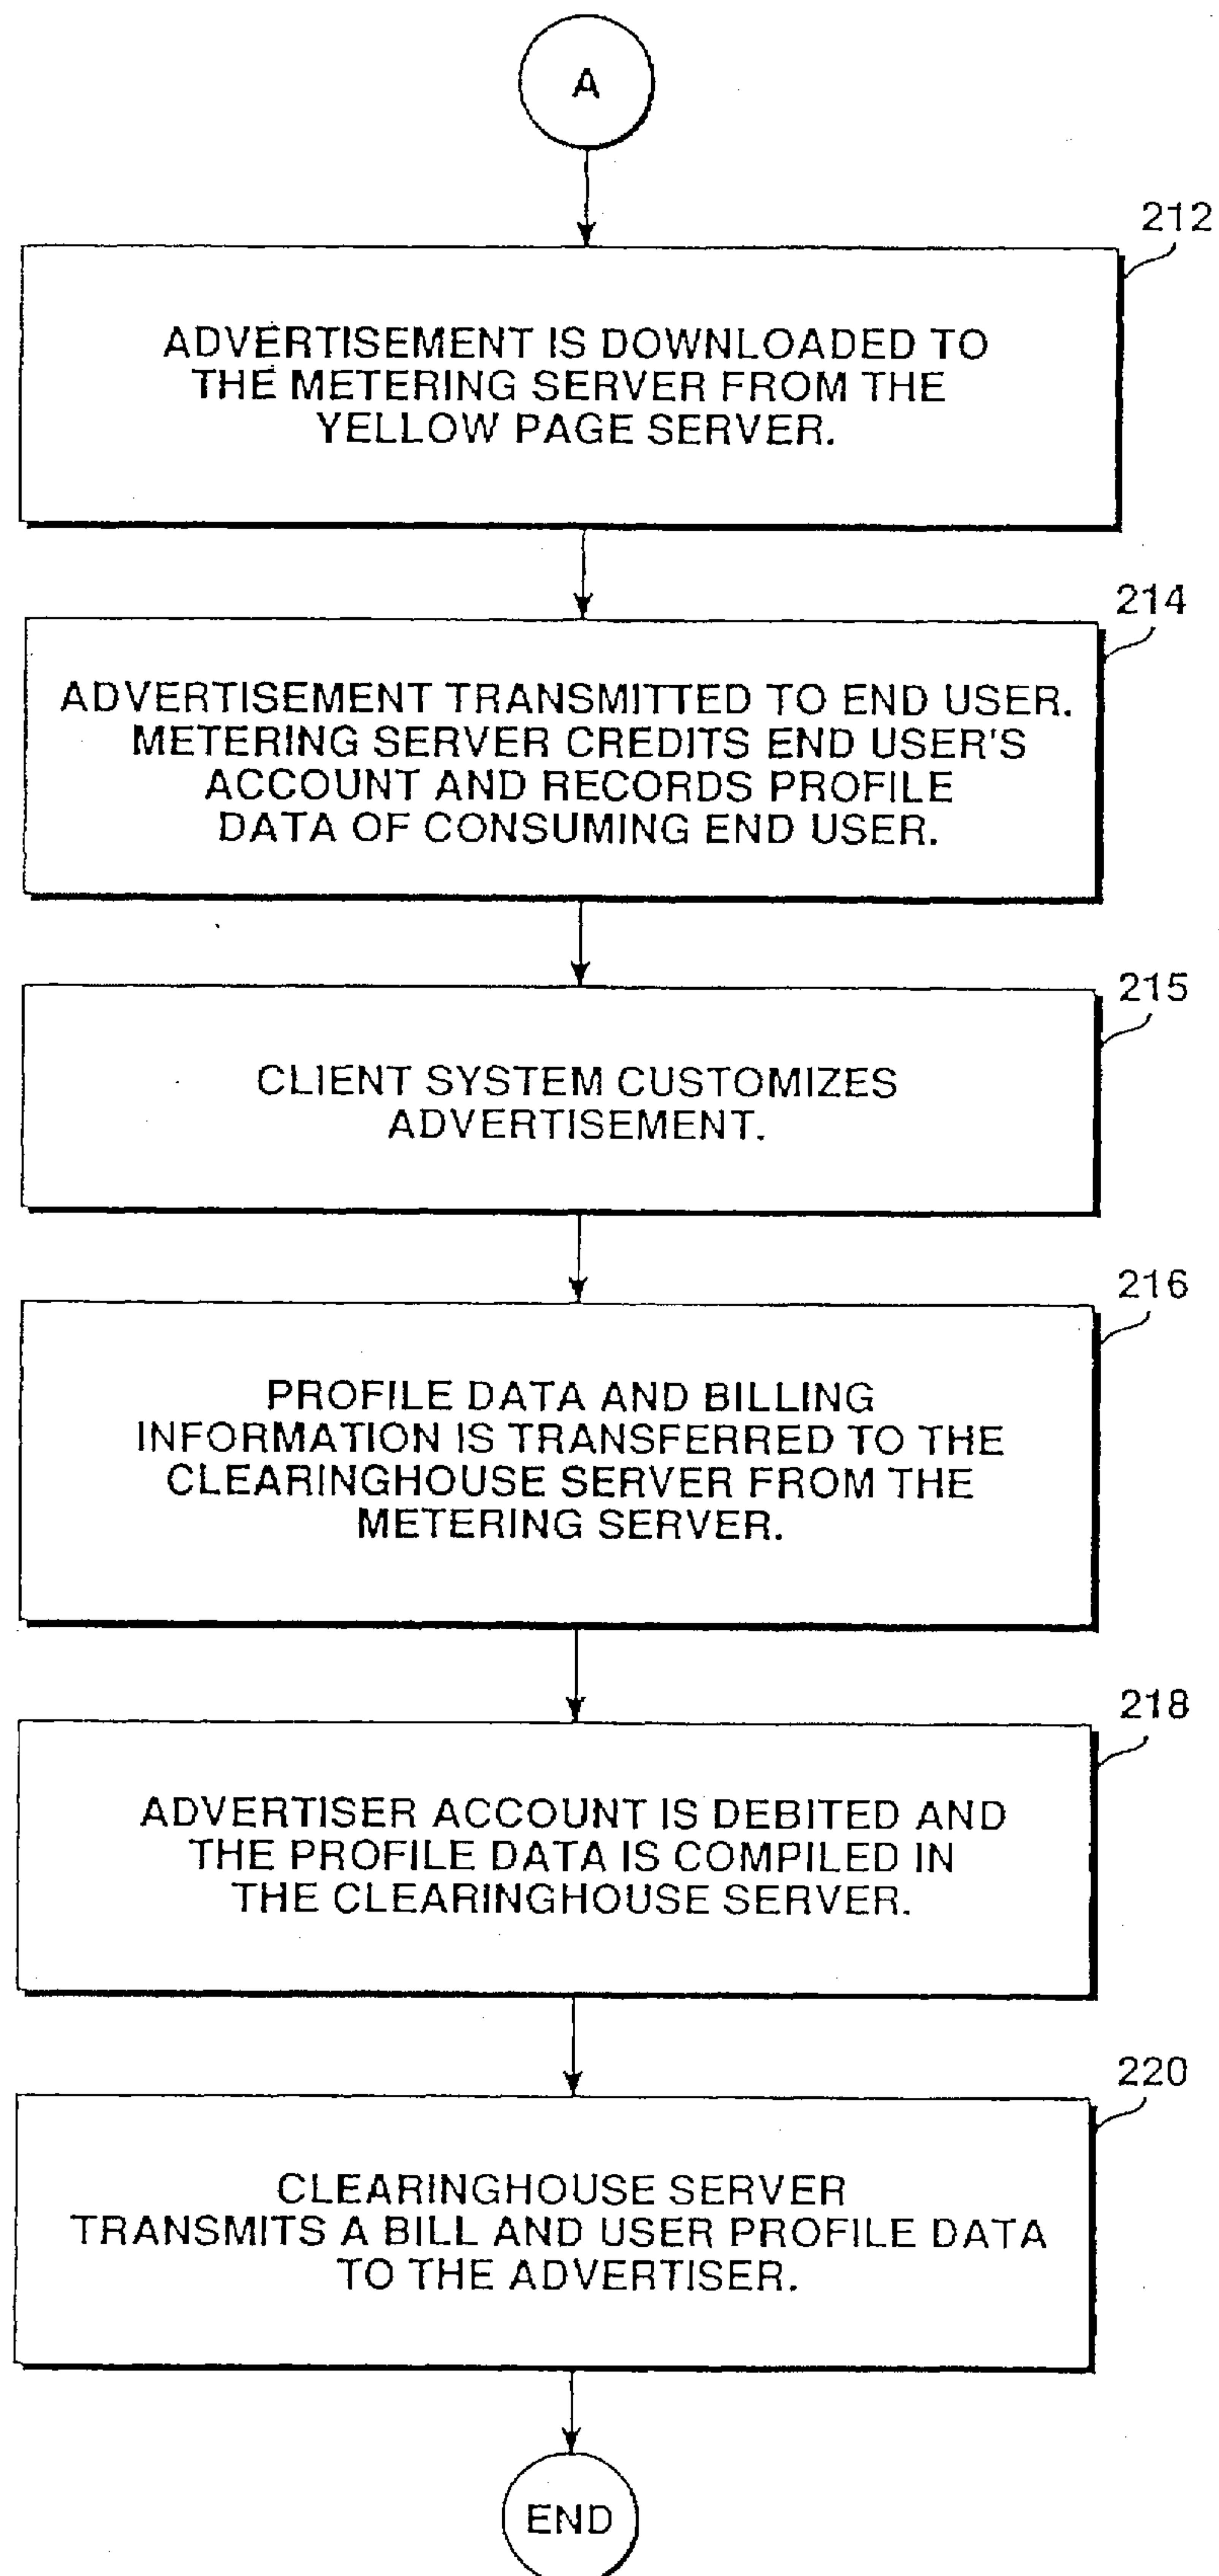 A
212
ADVERTISEMENT IS DOWNLOADED TO
THE METERING SERVER FROM THE
YELLOW PAGE SERVER.
214
ADVERTISEMENT TRANSMITTED TO END USER.
METERING SERVER CREDITS END USER'S
ACCOUNT AND RECORDS PROFILE
DATA OF CONSUMING END USER.
215
CLIENT SYSTEM CUSTOMIZES
ADVERTISEMENT.
216
PROFILE DATA AND BILLING
INFORMATION IS TRANSFERRED TO THE
CLEARINGHOUSE SERVER FROM THE
METERING SERVER.
218
ADVERTISER ACCOUNT IS DEBITED AND
THE PROFILE DATA IS COMPILED IN
THE CLEARINGHOUSE SERVER.
220
CLEARINGHOUSE SERVER
TRANSMITS A BILL AND USER PROFILE DATA
TO THE ADVERTISER.
END